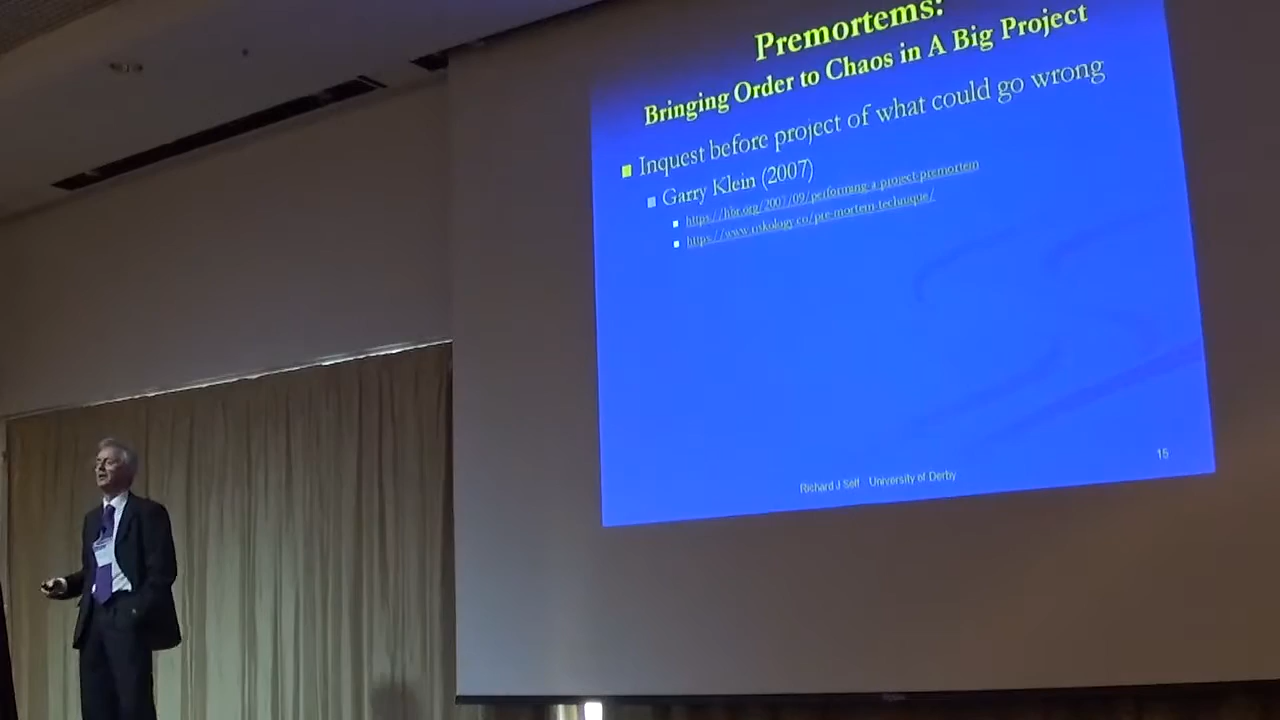 Premortems:
Bringing Order to Chaos in A Big Project
Inquest before project of what could go wrong
Garry Klein (2007)
https://hbr.org/2007/09/performing-a-project-premortem
https://www.riskology.co/pre-mortem-technique/
Richard J Self University of Derby
15